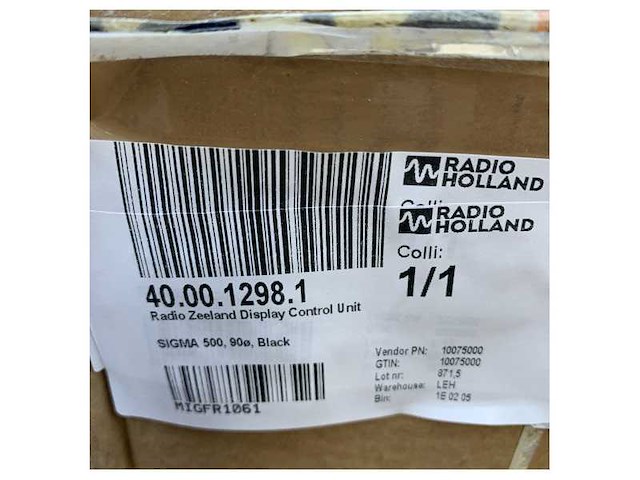 RADIO
HOLLAND
RADIO
HOLLAND
Colli:
1/1
40.00.1298.1
Radio Zeeland Display Control Unit
SIGMA 500, 90ø, Black
Vendor PN: 10075000
GTIN: 10075000
Lot nr: 871,5
Warehouse: LEH
Bin: 1E 02 05
MIGFR1061